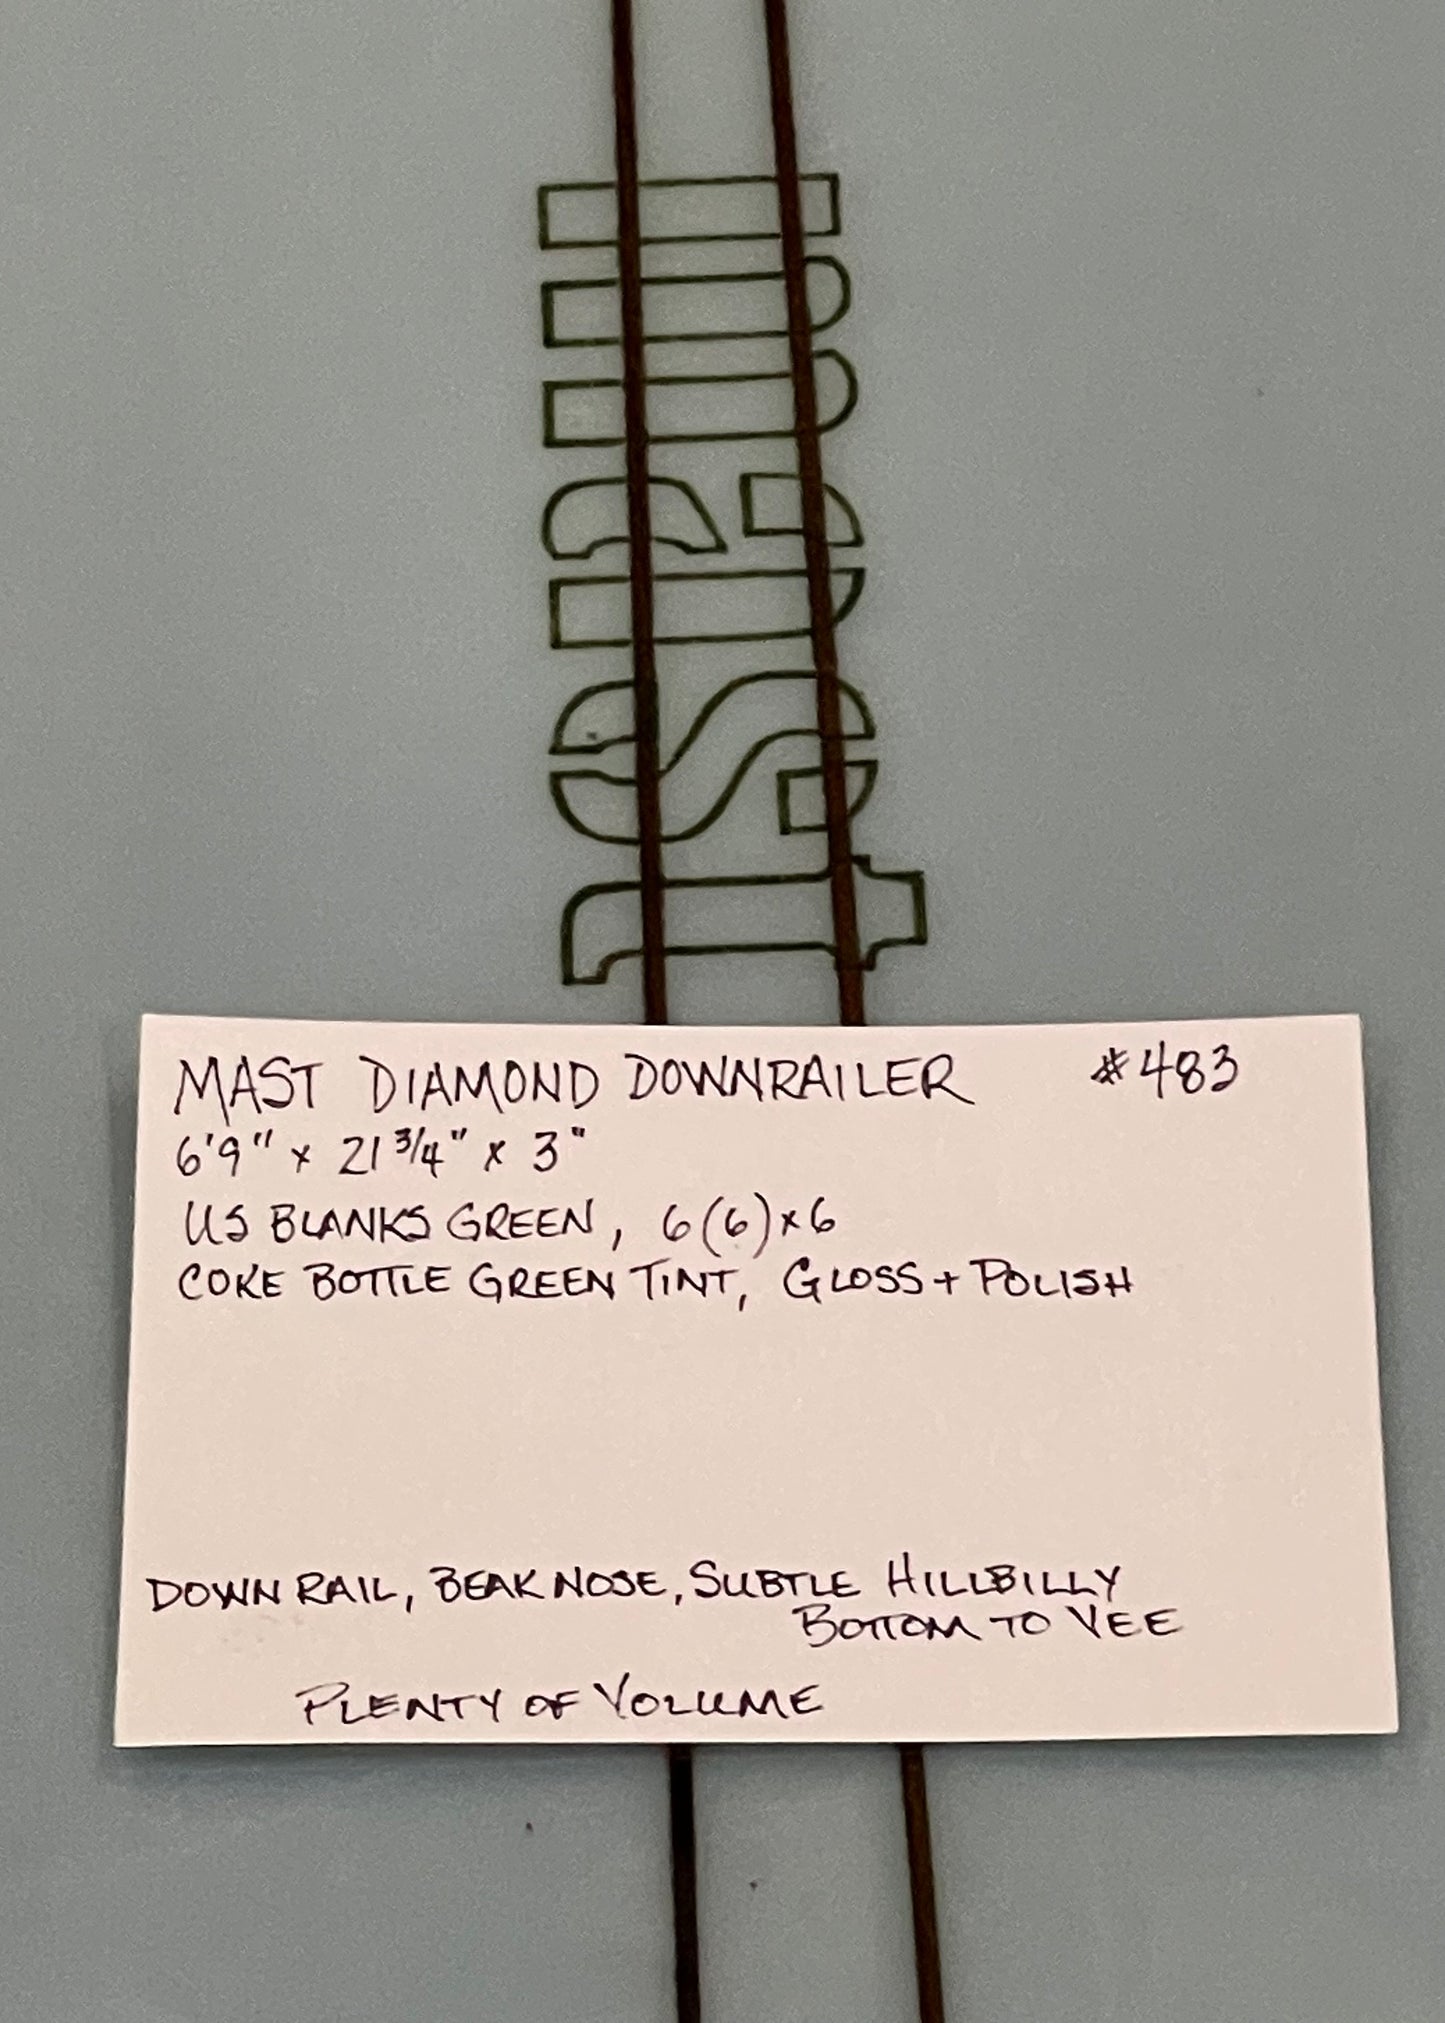 mast
MAST DIAMOND DOWNRAILER #483
6'9" x 21 3/4" x 3"
US BLANKS GREEN, 6(6)x6
COKE BOTTLE GREEN TINT, GLOSS + POLISH
DOWN RAIL, BEAK NOSE, SUBTLE HILLBILLY
BOTTOM TO VEE
PLENTY OF VOLUME